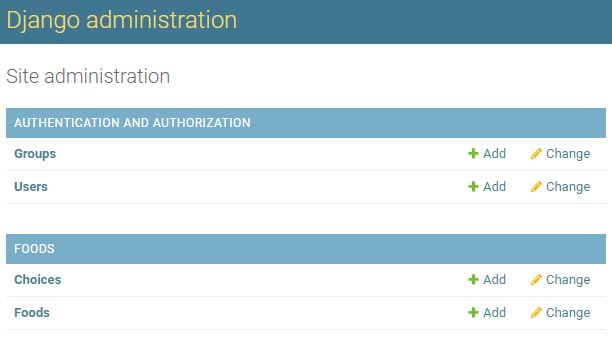 Django administration
Site administration
AUTHENTICATION AND AUTHORIZATION
Groups Add Change
Users Add Change
FOODS
Choices Add Change
Foods Add Change